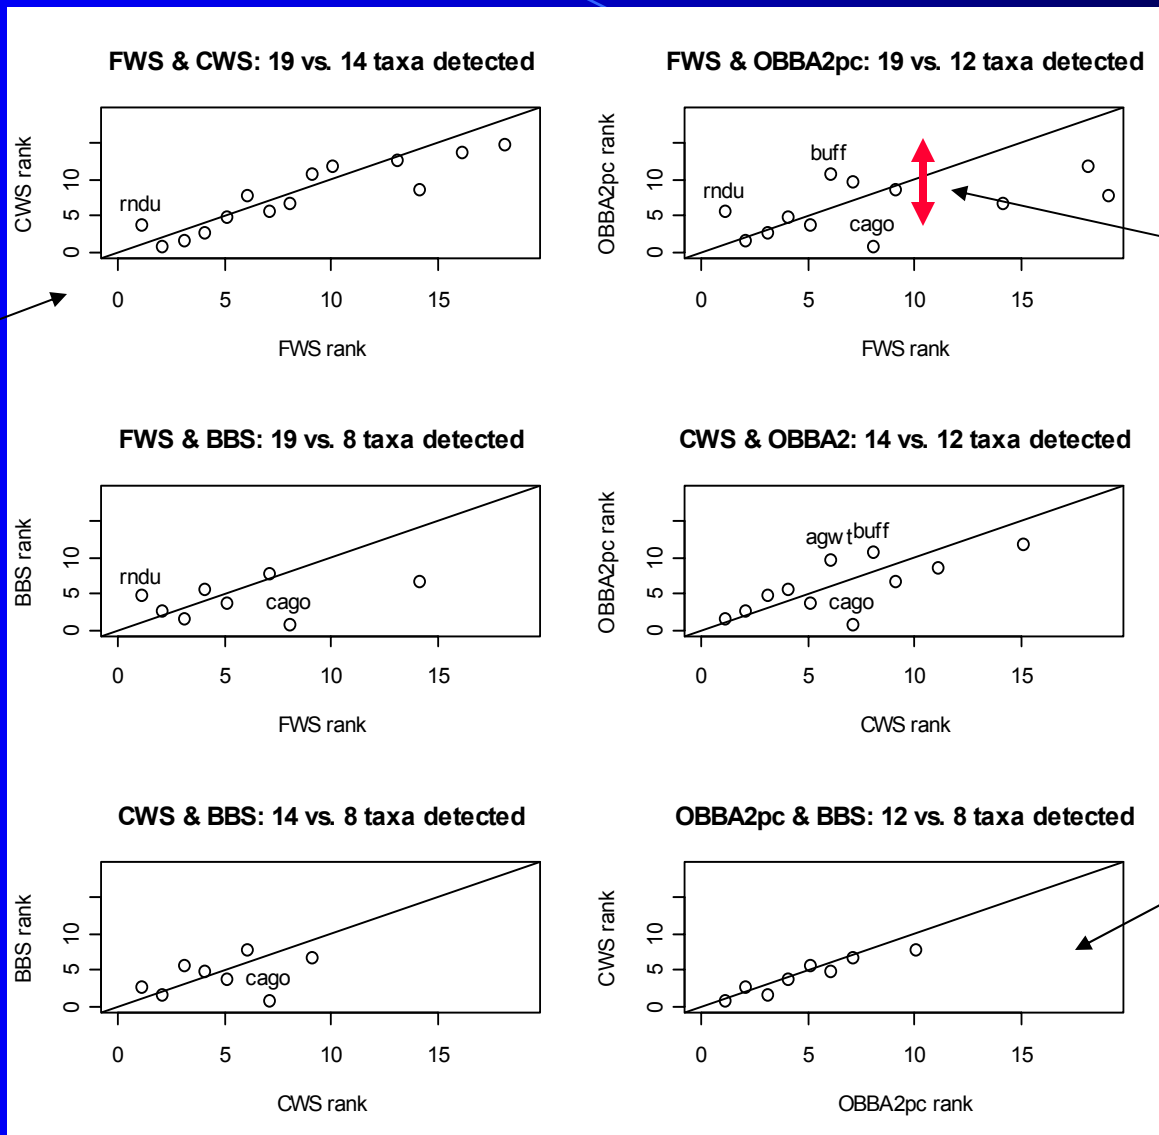 FWS & CWS: 19 vs. 14 taxa detected
CWS rank
0 5 10
rndu
0 5 10 15
FWS rank
FWS & OBBA2pc: 19 vs. 12 taxa detected
OBBA2pc rank
0 5 10
rndu
buff
cago
0 5 10 15
FWS rank
FWS & BBS: 19 vs. 8 taxa detected
BBS rank
0 5 10
rndu
cago
0 5 10 15
FWS rank
CWS & OBBA2: 14 vs. 12 taxa detected
OBBA2pc rank
0 5 10
agwt buff
cago
0 5 10 15
CWS rank
CWS & BBS: 14 vs. 8 taxa detected
BBS rank
0 5 10
cago
0 5 10 15
CWS rank
OBBA2pc & BBS: 12 vs. 8 taxa detected
CWS rank
0 5 10
0 5 10 15
OBBA2pc rank